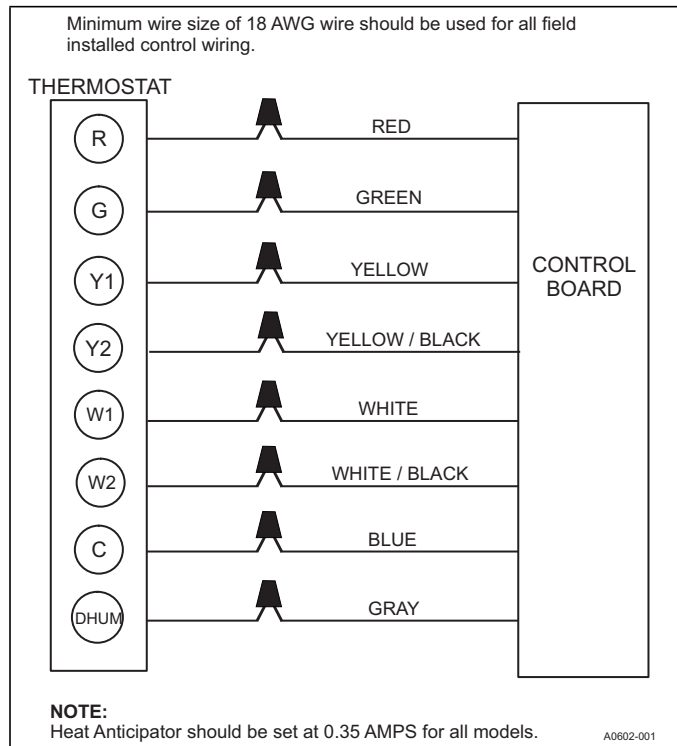 Minimum wire size of 18 AWG wire should be used for all field
installed control wiring.
THERMOSTAT
R
RED
G
GREEN
Y1
YELLOW
CONTROL
BOARD
Y2
YELLOW / BLACK
W1
WHITE
W2
WHITE / BLACK
C
BLUE
DHUM
GRAY
NOTE:
Heat Anticipator should be set at 0.35 AMPS for all models.
A0602-001